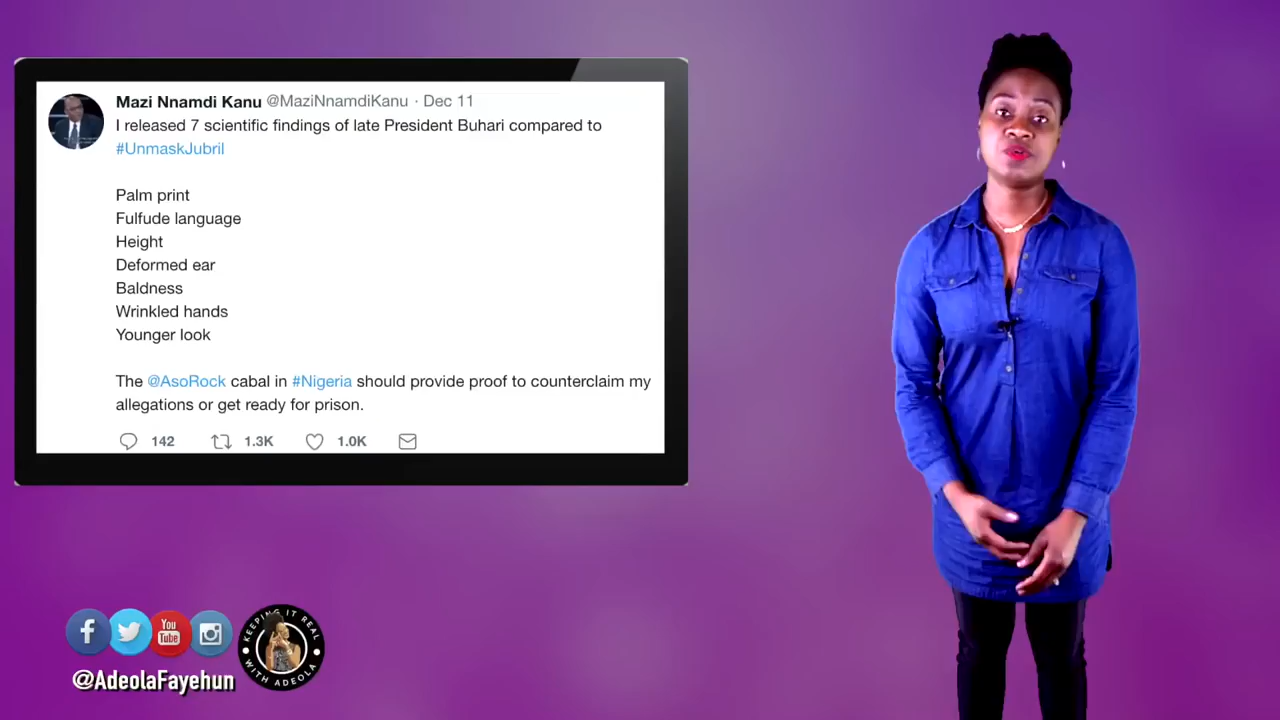 Mazi Nnamdi Kanu @MaziNnamdiKanu · Dec 11
I released 7 scientific findings of late President Buhari compared to
#UnmaskJubril
Palm print
Fulfude language
Height
Deformed ear
Baldness
Wrinkled hands
Younger look
The @AsoRock cabal in #Nigeria should provide proof to counterclaim my
allegations or get ready for prison.
142 1.3K 1.0K
f You Tube
@AdeolaFayehun
KEEPING IT REAL
WITH ADEOLA